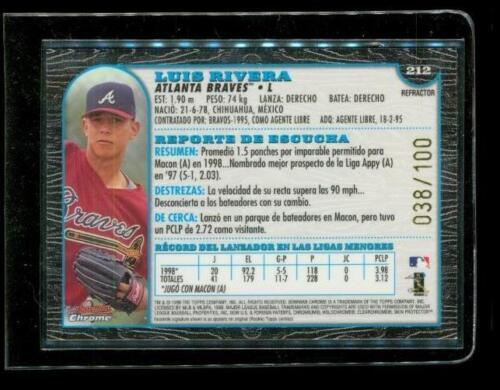 212
LUIS RIVERA
ATLANTA BRAVES™ • L
REFRACTOR
EST: 1.90 m PESO: 74 kg LANZA: DERECHO BATEA: DERECHO
NACIÓ: 21-6-78, CHIHUAHUA, MÉXICO
CONTRATADO POR: BRAVOS-1995, COMO AGENTE LIBRE ADQ: AGENTE LIBRE, 18-2-95
REPORTE DE ESCUCHA
RESUMEN: Promedió 1.5 ponches por imparable permitido para
Macon (A) en 1998...Nombrado mejor prospecto de la Liga Appy (A)
en '97 (5-1, 2.03).
DESTREZAS: La velocidad de su recta supera las 90 mph...
Desconcierta a los bateadores con su cambio.
DE CERCA: Lanzó en un parque de bateadores en Macon, pero tuvo un
PCLP de 2.72 como visitante.
038/100
RÉCORD DEL LANZADOR EN LAS LIGAS MENORES
J EL G-P P JC PCLP
1998* 20 92.2 5-5 118 0 3.98
TOTALES 41 179 11-7 228 0 3.12
*JUGÓ CON MACON (A)
A
Braves
Bowman
Chrome